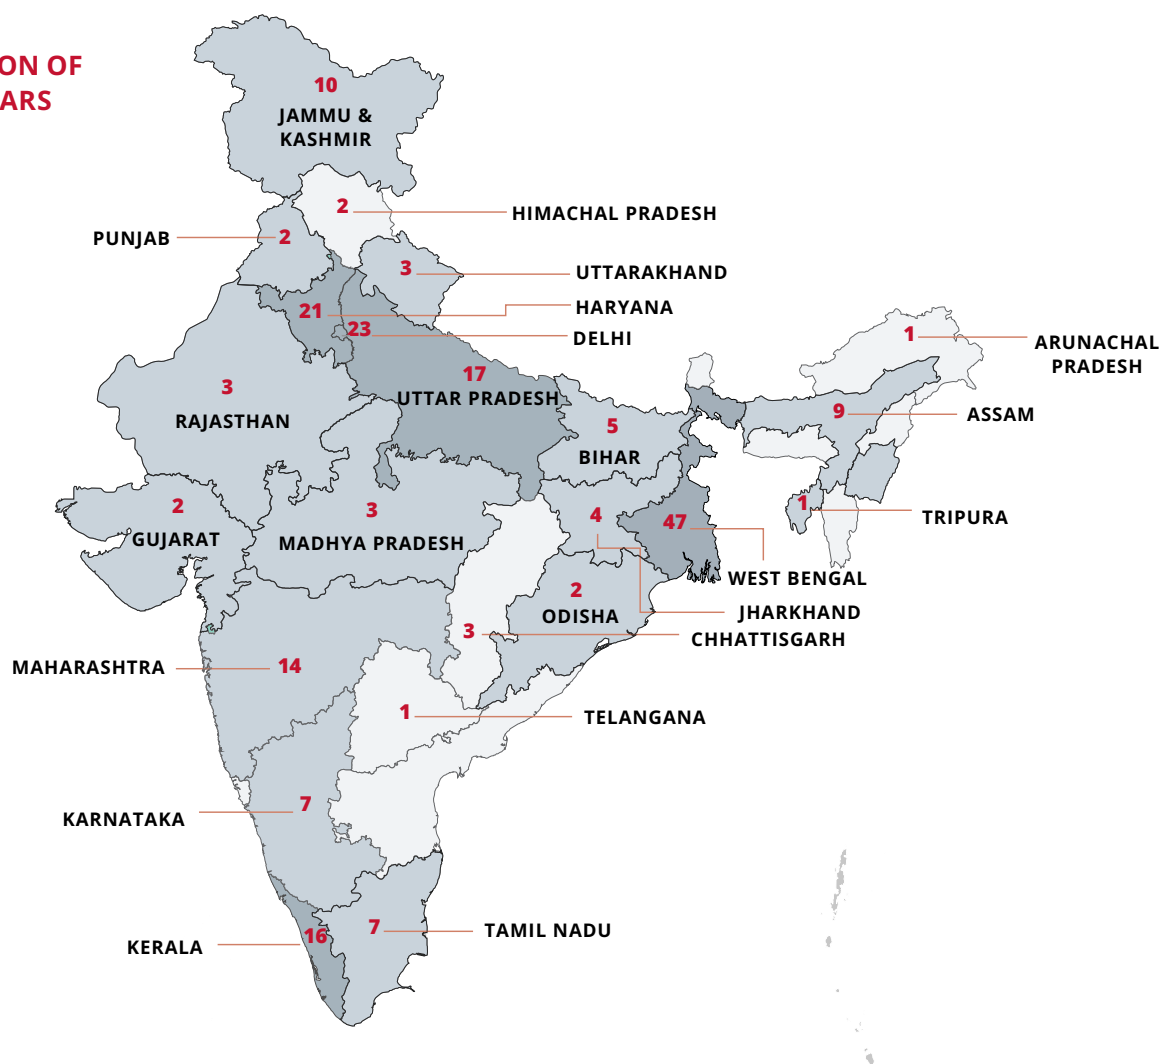 ON OF
ARS
10
JAMMU &
KASHMIR
2
HIMACHAL PRADESH
PUNJAB
2
3
UTTARAKHAND
21
HARYANA
23
DELHI
1
ARUNACHAL
PRADESH
17
UTTAR PRADESH
3
RAJASTHAN
9
ASSAM
5
BIHAR
2
GUJARAT
3
MADHYA PRADESH
4
47
1
TRIPURA
WEST BENGAL
2
ODISHA
JHARKHAND
3
CHHATTISGARH
MAHARASHTRA
14
1
TELANGANA
7
KARNATAKA
7
TAMIL NADU
16
KERALA